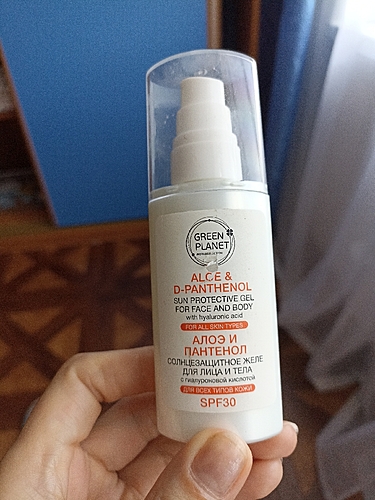 GREEN
PLANET
ALOE &
D-PANTHENOL
SUN PROTECTIVE GEL
FOR FACE AND BODY
with hyaluronic acid
FOR ALL SKIN TYPES
АЛОЭ И
ПАНТЕНОЛ
СОЛНЦЕЗАЩИТНОЕ ЖЕЛЕ
ДЛЯ ЛИЦА И ТЕЛА
с гиалуроновой кислотой
ДЛЯ ВСЕХ ТИПОВ КОЖИ
SPF30